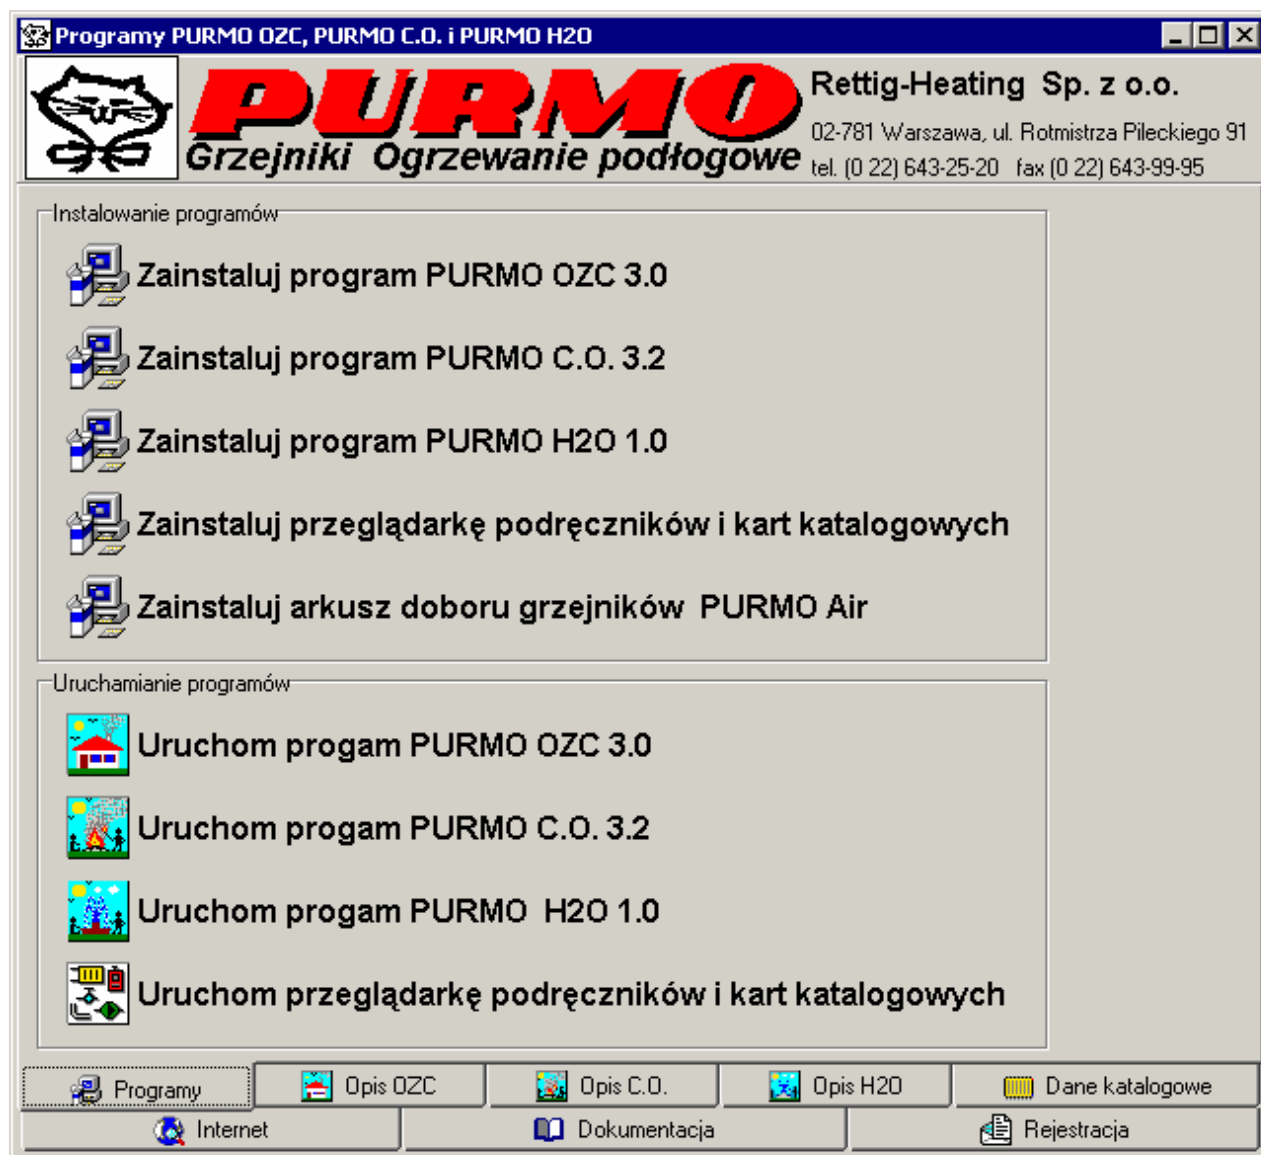 Programy PURMO OZC, PURMO C.O. i PURMO H2O
PURMO
Grzejniki Ogrzewanie podłogowe
Rettig-Heating Sp. z o.o.
02-781 Warszawa, ul. Rotmistrza Pileckiego 91
tel. (0 22) 643-25-20 fax (0 22) 643-99-95
Instalowanie programów
Zainstaluj program PURMO OZC 3.0
Zainstaluj program PURMO C.O. 3.2
Zainstaluj program PURMO H2O 1.0
Zainstaluj przeglądarkę podręczników i kart katalogowych
Zainstaluj arkusz doboru grzejników PURMO Air
Uruchamianie programów
Uruchom progam PURMO OZC 3.0
Uruchom progam PURMO C.O. 3.2
Uruchom progam PURMO H2O 1.0
Uruchom przeglądarkę podręczników i kart katalogowych
Programy Opis OZC Opis C.O. Opis H2O Dane katalogowe
Internet Dokumentacja Rejestracja